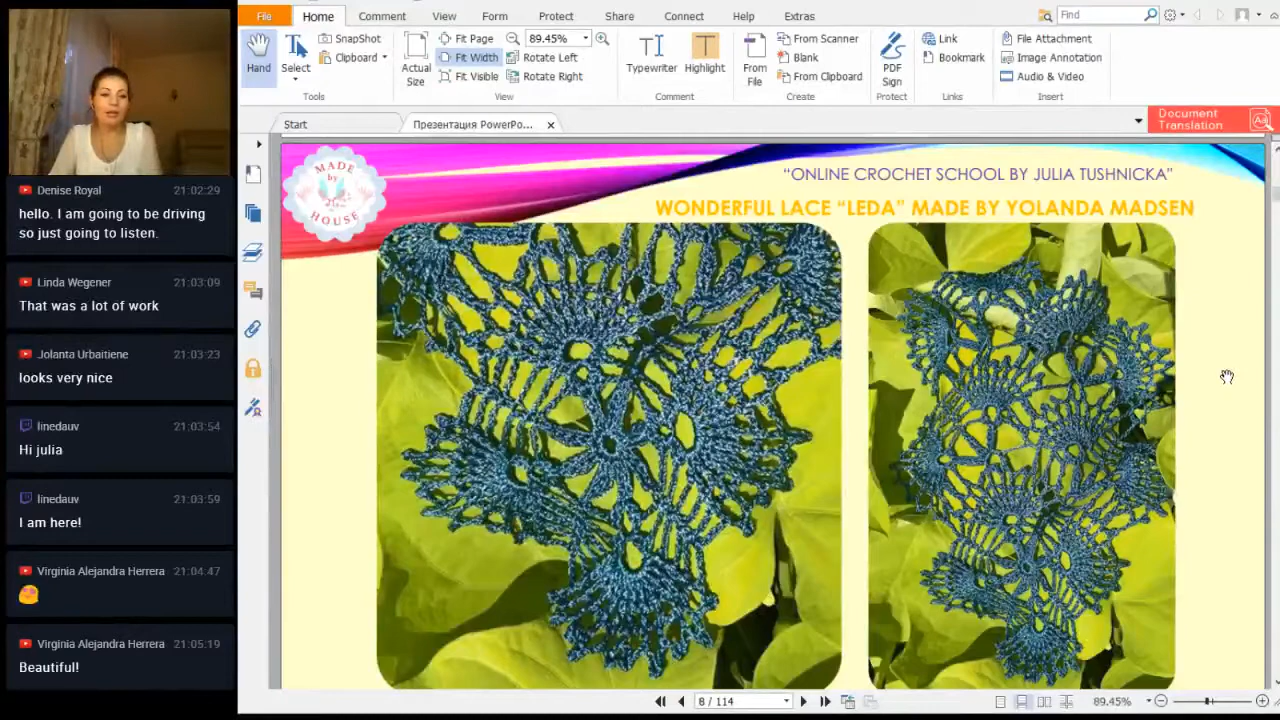 File
Home
Comment
View
Form
Protect
Share
Connect
Help
Extras
Find
Hand
Select
SnapShot
Clipboard
Tools
Actual
Size
Fit Page
Fit Width
Fit Visible
89.45%
Rotate Left
Rotate Right
View
Typewriter
Highlight
Comment
From
File
From Scanner
Blank
From Clipboard
Create
PDF
Sign
Protect
Link
Bookmark
Links
File Attachment
Image Annotation
Audio & Video
Insert
Start
Презентация PowerPo...
Document
Translation
Denise Royal 21:02:29
hello. I am going to be driving
so just going to listen.
Linda Wegener 21:03:09
That was a lot of work
Jolanta Urbaitiene 21:03:23
looks very nice
linedauv 21:03:54
Hi julia
linedauv 21:03:59
I am here!
Virginia Alejandra Herrera 21:04:47
Virginia Alejandra Herrera 21:05:19
Beautiful!
MADE
by
HOUSE
“ONLINE CROCHET SCHOOL BY JULIA TUSHNICKA”
WONDERFUL LACE “LEDA” MADE BY YOLANDA MADSEN
8 / 114
89.45%